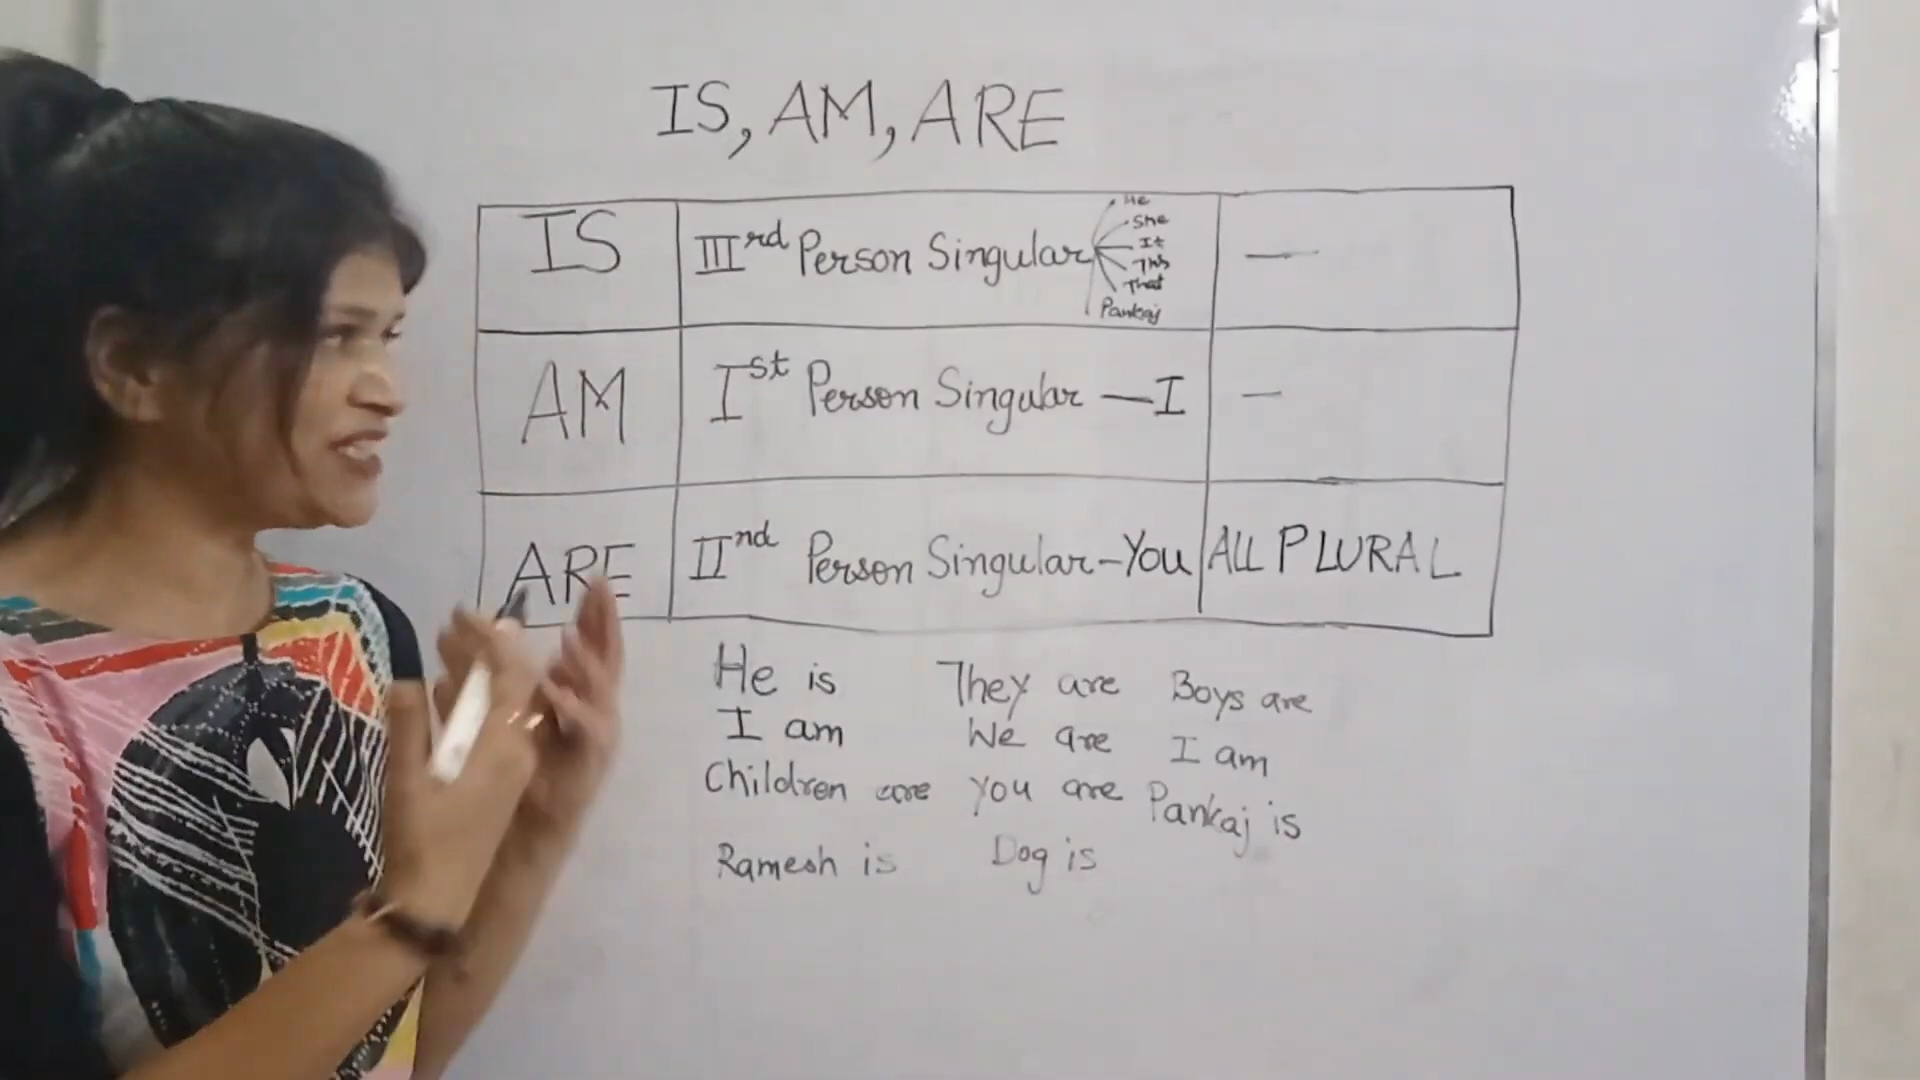 IS, AM, ARE
IS
IIIrd Person Singular
He
She
It
This
That
Pankaj
—
AM
Ist Person Singular — I
—
ARE
IInd Person Singular - You
ALL PLURAL
He is They are Boys are
I am We are I am
Children are You are Pankaj is
Ramesh is Dog is